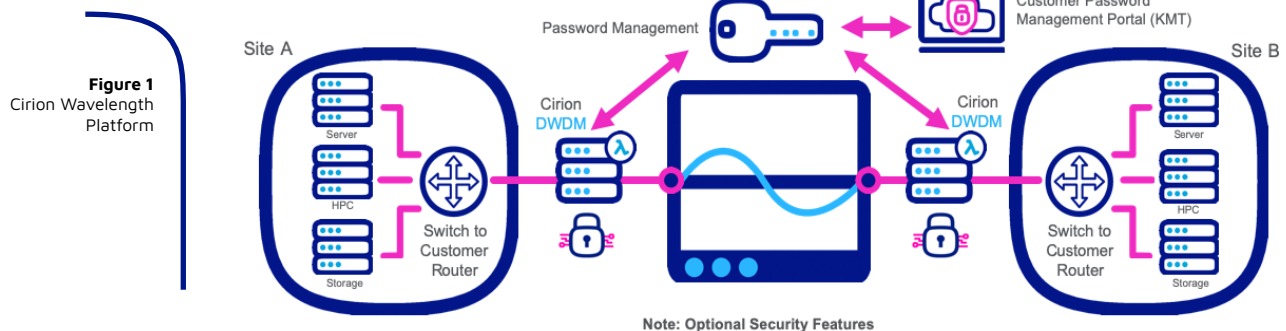 Customer Password
Management Portal (KMT)
Password Management
Site A
Site B
Figure 1
Cirion Wavelength
Platform
Cirion
DWDM
λ
Cirion
DWDM
λ
Server
HPC
Storage
Switch to
Customer
Router
Server
HPC
Storage
Switch to
Customer
Router
Note: Optional Security Features